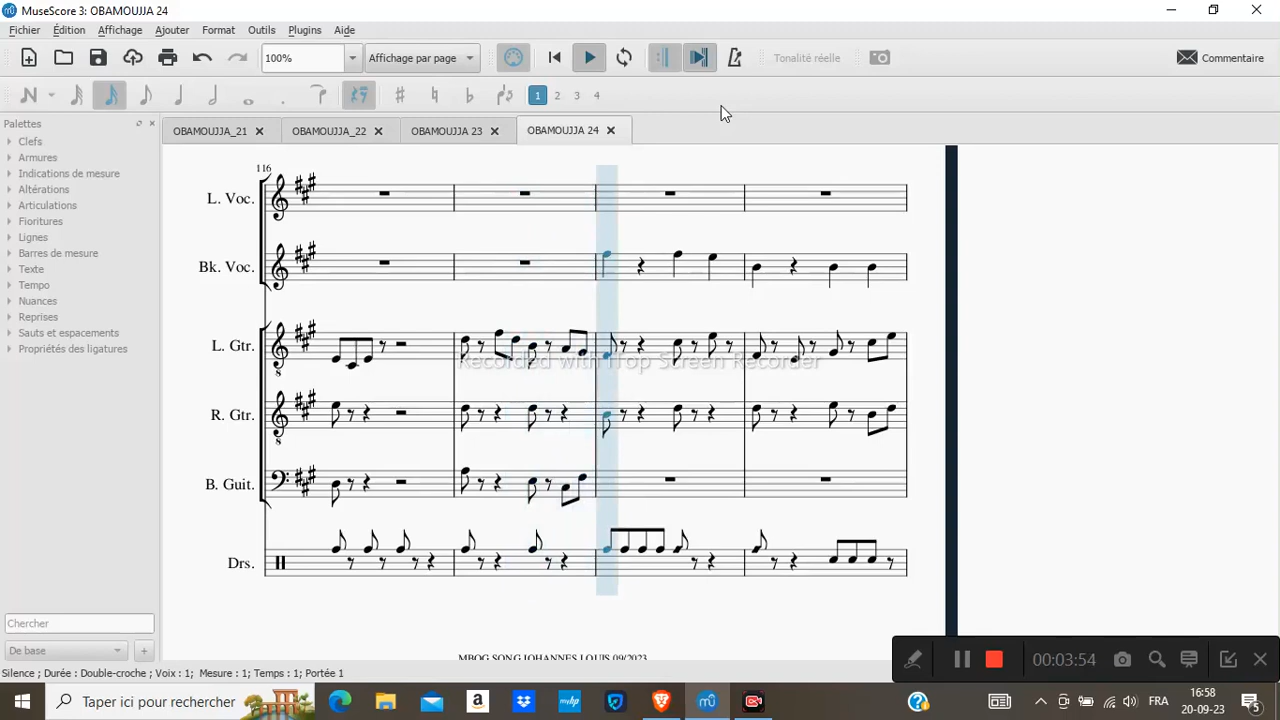 MuseScore 3: OBAMOUJJA 24
Fichier Édition Affichage Ajouter Format Outils Plugins Aide
100% Affichage par page Tonalité réelle Commentaire
1 2 3 4
Palettes
OBAMOUJJA_21 OBAMOUJJA_22 OBAMOUJJA 23 OBAMOUJJA 24
Clefs
Armures
Indications de mesure
Altérations
Articulations
Fioritures
Lignes
Barres de mesure
Texte
Tempo
Nuances
Reprises
Sauts et espacements
Propriétés des ligatures
116
L. Voc.
Bk. Voc.
L. Gtr.
8
Recorded with iTop Screen Recorder
R. Gtr.
8
B. Guit.
Drs.
MBOG SONG JOHANNES LOUIS 09/2023
Chercher
De base
00:03:54
Silence ; Durée : Double-croche ; Voix : 1; Mesure : 1; Temps : 1; Portée 1
Taper ici pour rechercher
FRA
16:58
20-09-23
5